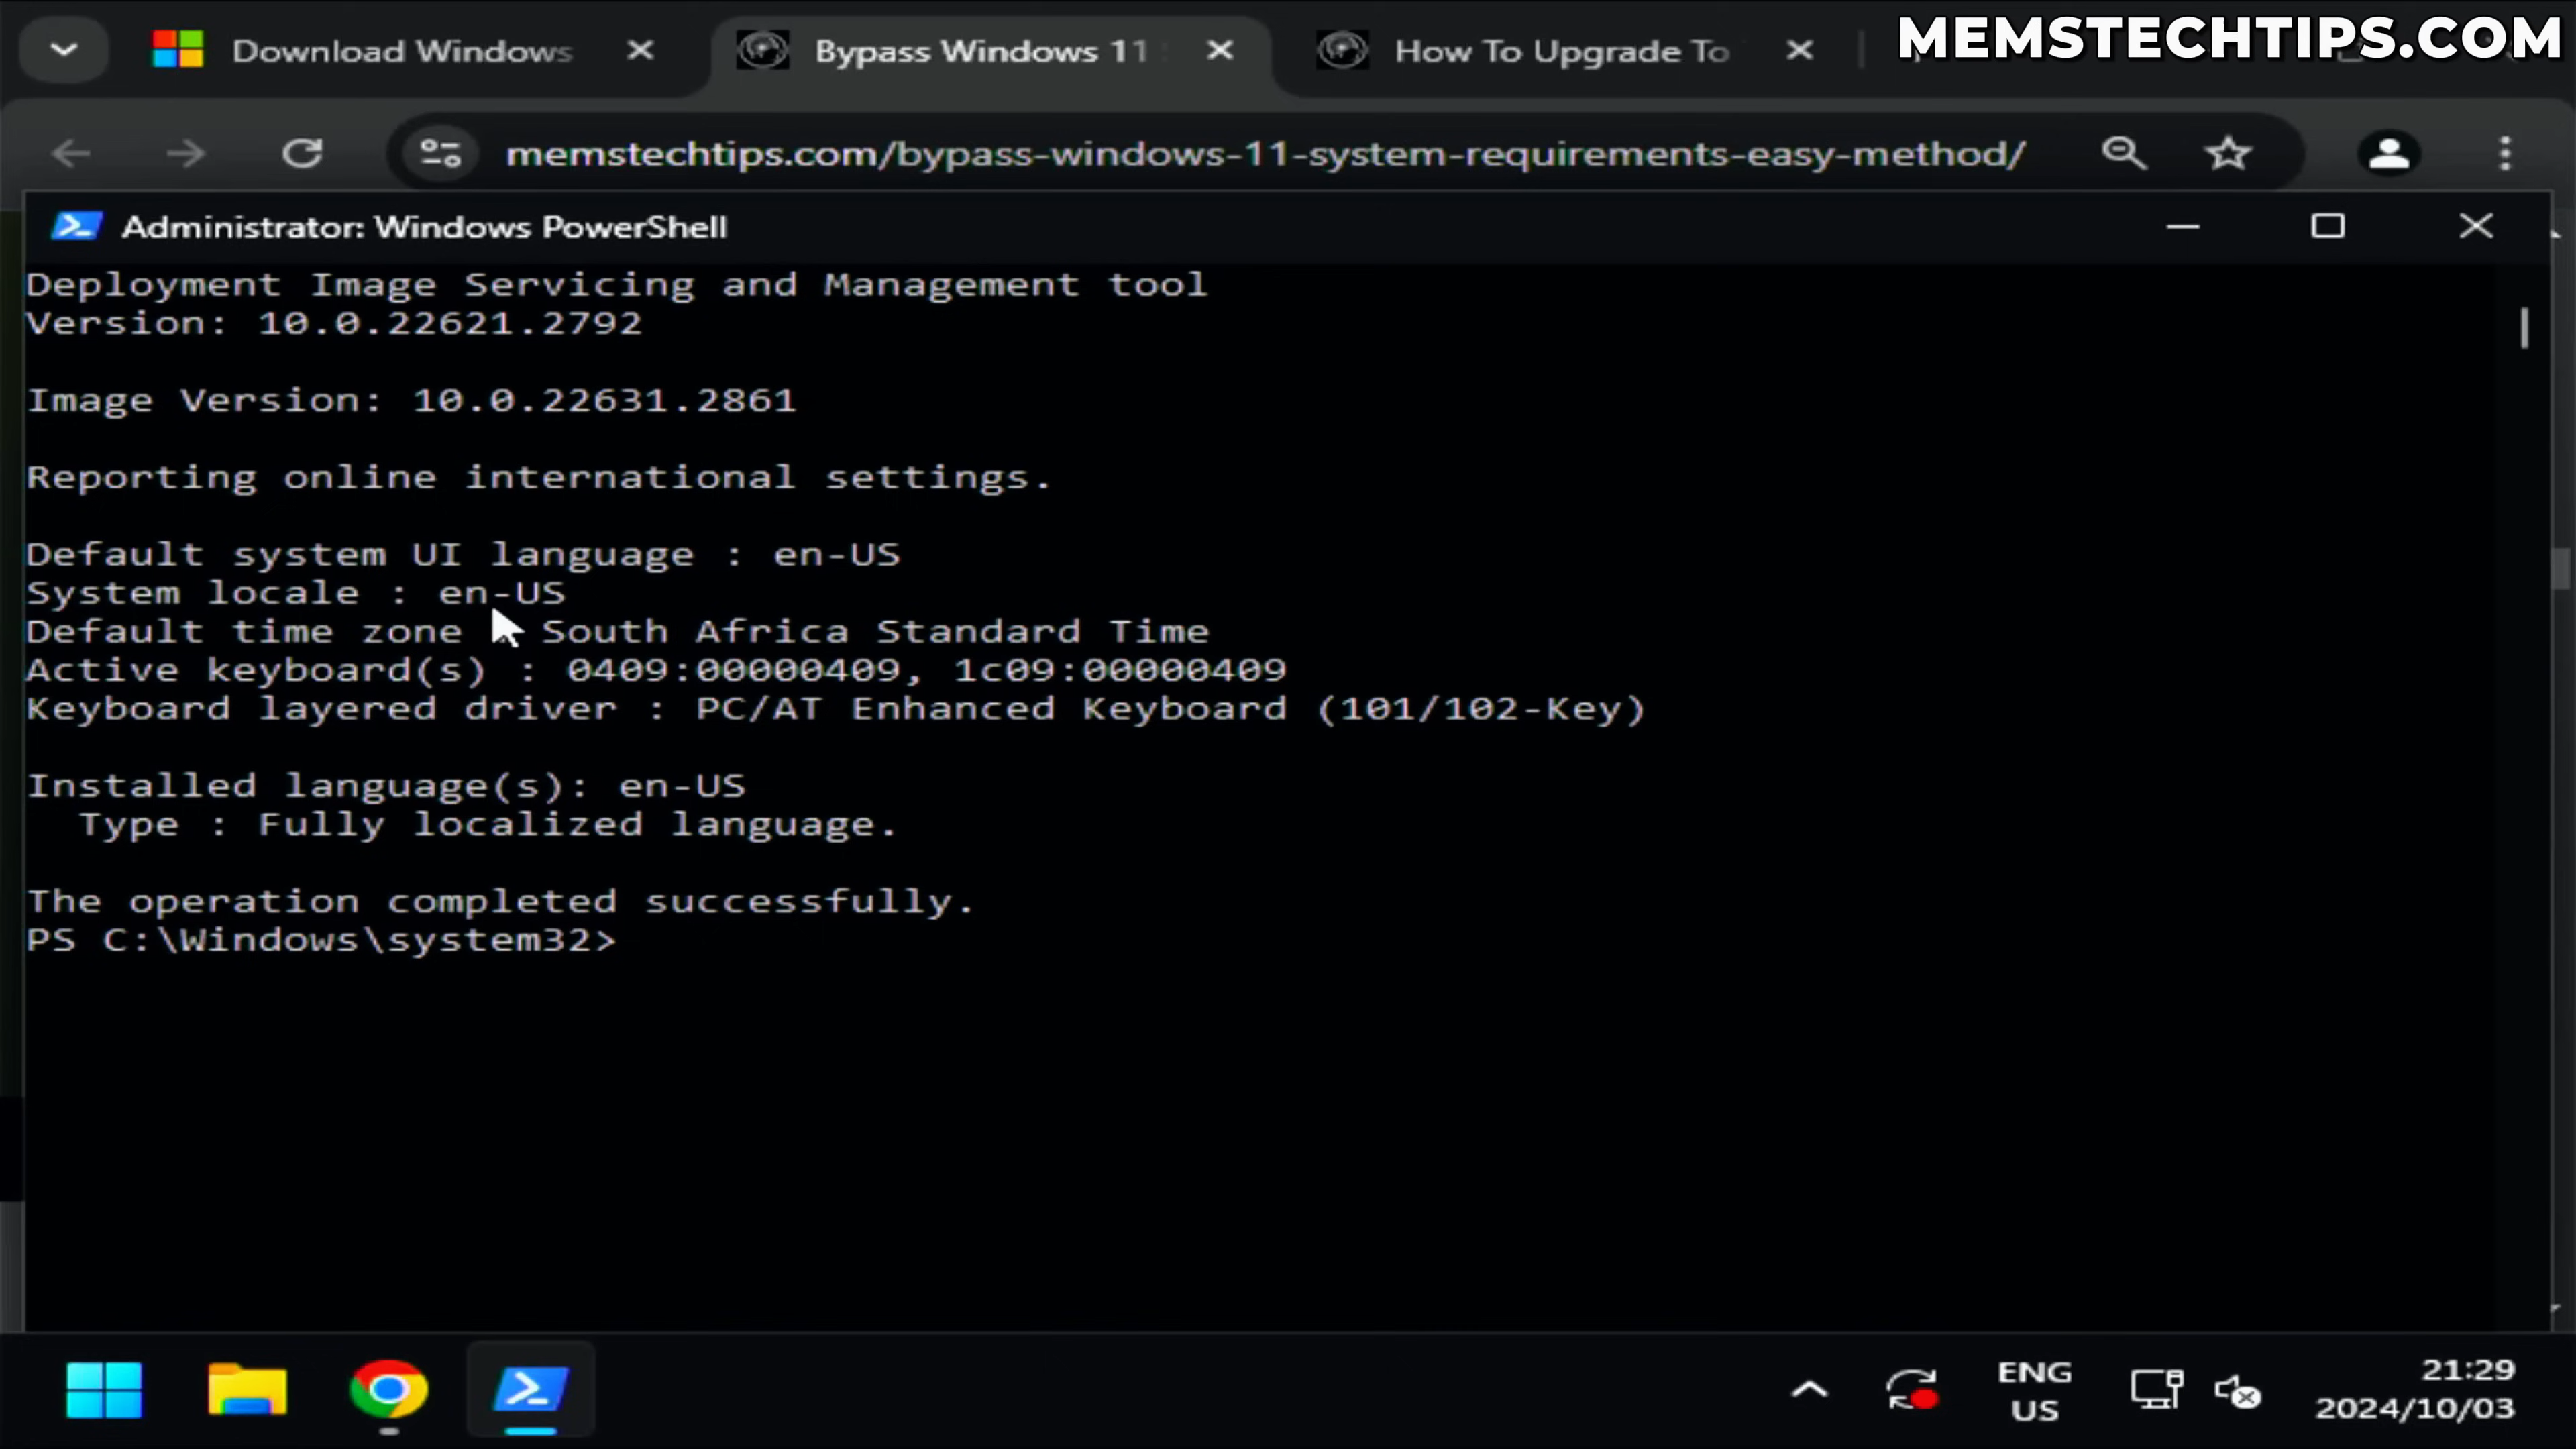 MEMSTECHTIPS.COM
Download Windows
Bypass Windows 11
How To Upgrade To
memstechtips.com/bypass-windows-11-system-requirements-easy-method/
Administrator: Windows PowerShell
Deployment Image Servicing and Management tool
Version: 10.0.22621.2792
Image Version: 10.0.22631.2861
Reporting online international settings.
Default system UI language : en-US
System locale : en-US
Default time zone South Africa Standard Time
Active keyboard(s) : 0409:00000409, 1c09:00000409
Keyboard layered driver : PC/AT Enhanced Keyboard (101/102-Key)
Installed language(s): en-US
Type : Fully localized language.
The operation completed successfully.
PS C:\Windows\system32>
ENG
US
21:29
2024/10/03